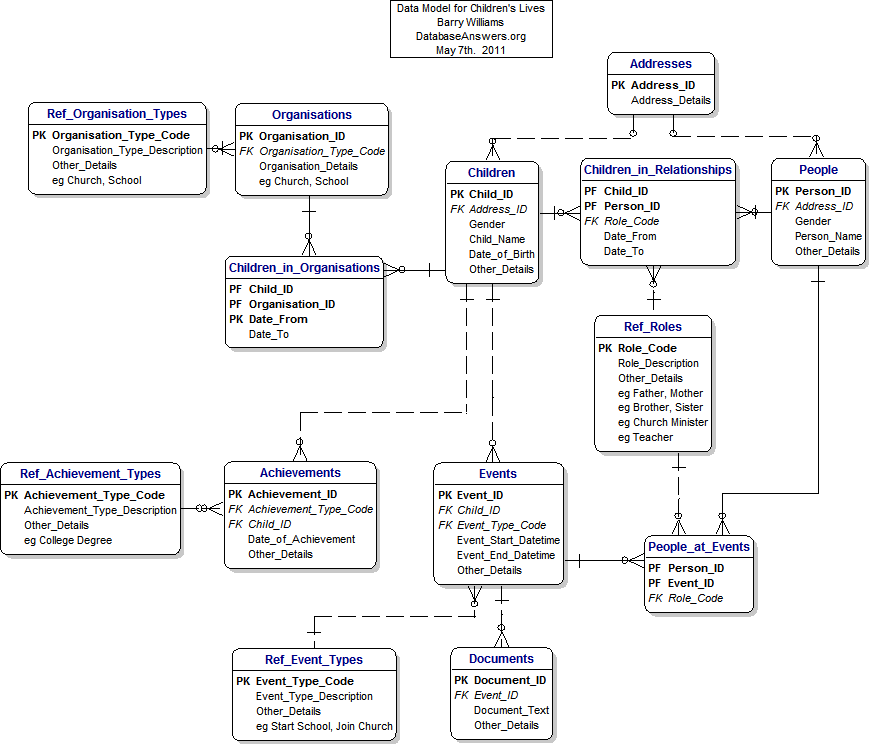 Data Model for Children's Lives
Barry Williams
DatabaseAnswers.org
May 7th. 2011
Addresses
PK Address_ID
Address_Details
Ref_Organisation_Types
PK Organisation_Type_Code
Organisation_Type_Description
Other_Details
eg Church, School
Organisations
PK Organisation_ID
FK Organisation_Type_Code
Organisation_Details
eg Church, School
Children
PK Child_ID
FK Address_ID
Gender
Child_Name
Date_of_Birth
Other_Details
Children_in_Relationships
PF Child_ID
PF Person_ID
FK Role_Code
Date_From
Date_To
People
PK Person_ID
FK Address_ID
Gender
Person_Name
Other_Details
Children_in_Organisations
PF Child_ID
PF Organisation_ID
PK Date_From
Date_To
Ref_Roles
PK Role_Code
Role_Description
Other_Details
eg Father, Mother
eg Brother, Sister
eg Church Minister
eg Teacher
Ref_Achievement_Types
PK Achievement_Type_Code
Achievement_Type_Description
Other_Details
eg College Degree
Achievements
PK Achievement_ID
FK Achievement_Type_Code
FK Child_ID
Date_of_Achievement
Other_Details
Events
PK Event_ID
FK Child_ID
FK Event_Type_Code
Event_Start_Datetime
Event_End_Datetime
Other_Details
People_at_Events
PF Person_ID
PF Event_ID
FK Role_Code
Ref_Event_Types
PK Event_Type_Code
Event_Type_Description
Other_Details
eg Start School, Join Church
Documents
PK Document_ID
FK Event_ID
Document_Text
Other_Details